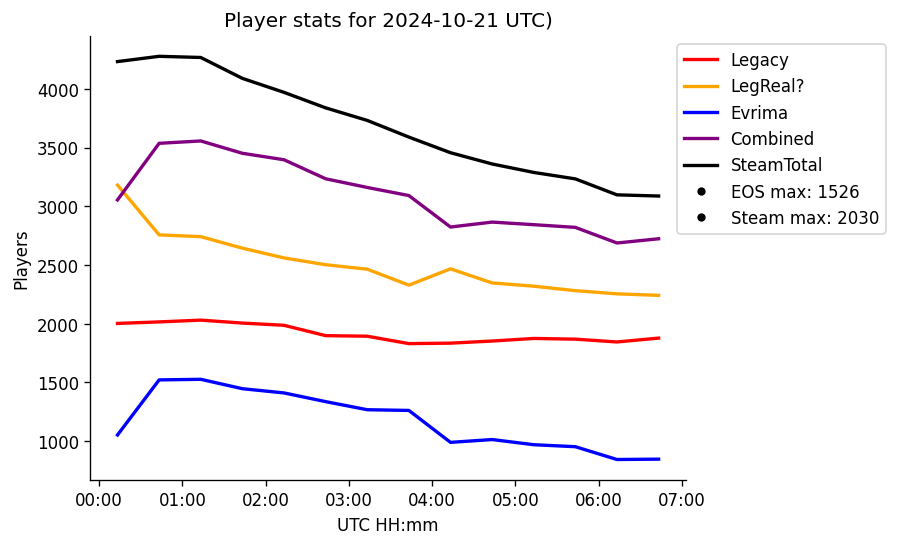 Player stats for 2024-10-21 UTC)
Legacy
LegReal?
Evrima
Combined
SteamTotal
EOS max: 1526
Steam max: 2030
Players
4000
3500
3000
2500
2000
1500
1000
00:00 01:00 02:00 03:00 04:00 05:00 06:00 07:00
UTC HH:mm